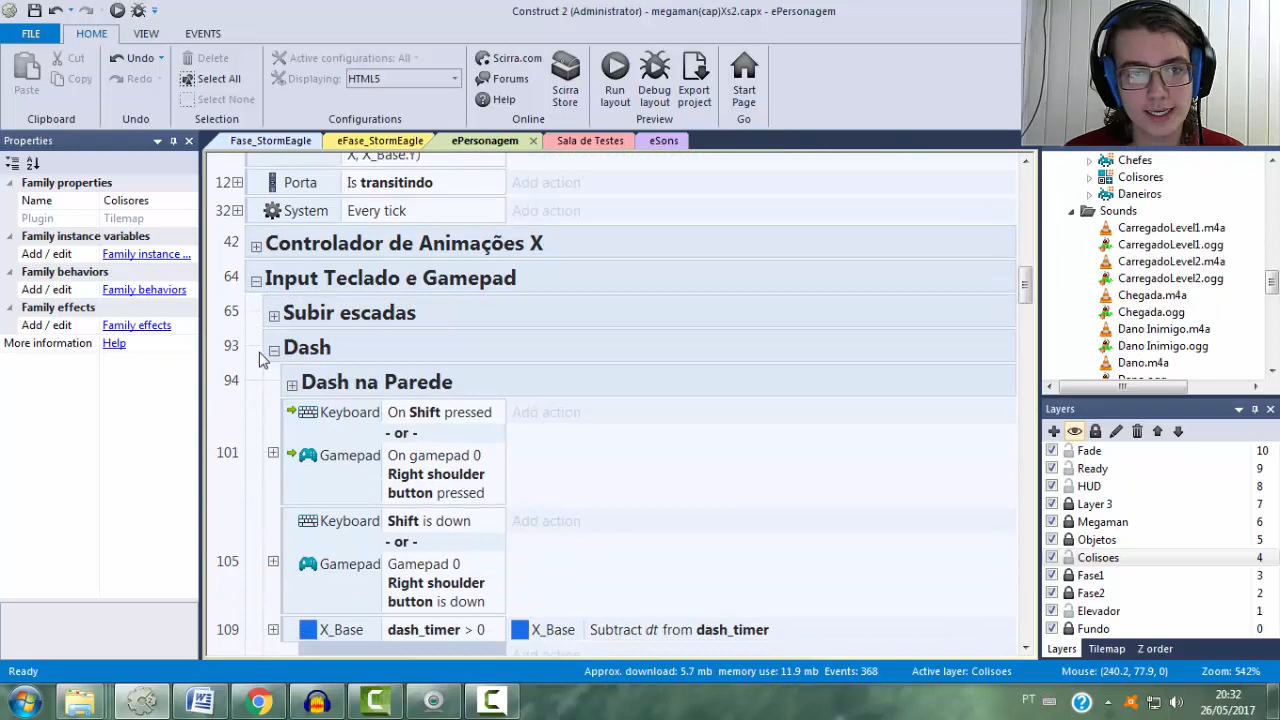 Construct 2 (Administrator) - megaman(cap)Xs2.capx - ePersonagem
FILE HOME VIEW EVENTS
Paste Cut Copy Clipboard
Undo Redo Undo
Delete Select All Select None Selection
Active configurations: All Displaying: HTML5 Configurations
Scirra.com Forums Help Scirra Store Online
Run layout Debug layout Export project Preview
Start Page Go
Properties
Family properties
Name Colisores
Plugin Tilemap
Family instance variables
Add / edit Family instance ...
Family behaviors
Add / edit Family behaviors
Family effects
Add / edit Family effects
More information Help
Fase_StormEagle eFase_StormEagle ePersonagem Sala de Testes eSons
X, X_Base.Y)
12 Porta Is transitindo Add action
32 System Every tick Add action
42 Controlador de Animações X
64 Input Teclado e Gamepad
65 Subir escadas
93 Dash
94 Dash na Parede
Keyboard On Shift pressed Add action
- or -
101 Gamepad On gamepad 0
Right shoulder
button pressed
Keyboard Shift is down Add action
- or -
105 Gamepad Gamepad 0
Right shoulder
button is down
109 X_Base dash_timer > 0 X_Base Subtract dt from dash_timer
Add action
Chefes
Colisores
Daneiros
Sounds
CarregadoLevel1.m4a
CarregadoLevel1.ogg
CarregadoLevel2.m4a
CarregadoLevel2.ogg
Chegada.m4a
Chegada.ogg
Dano Inimigo.m4a
Dano Inimigo.ogg
Dano.m4a
Layers
Fade 10
Ready 9
HUD 8
Layer 3 7
Megaman 6
Objetos 5
Colisoes 4
Fase1 3
Fase2 2
Elevador 1
Fundo 0
Layers Tilemap Z order
Ready Approx. download: 5.7 mb memory use: 11.9 mb Events: 368 Active layer: Colisoes Mouse: (240.2, 77.9, 0) Zoom: 542%
PT 20:32
26/05/2017